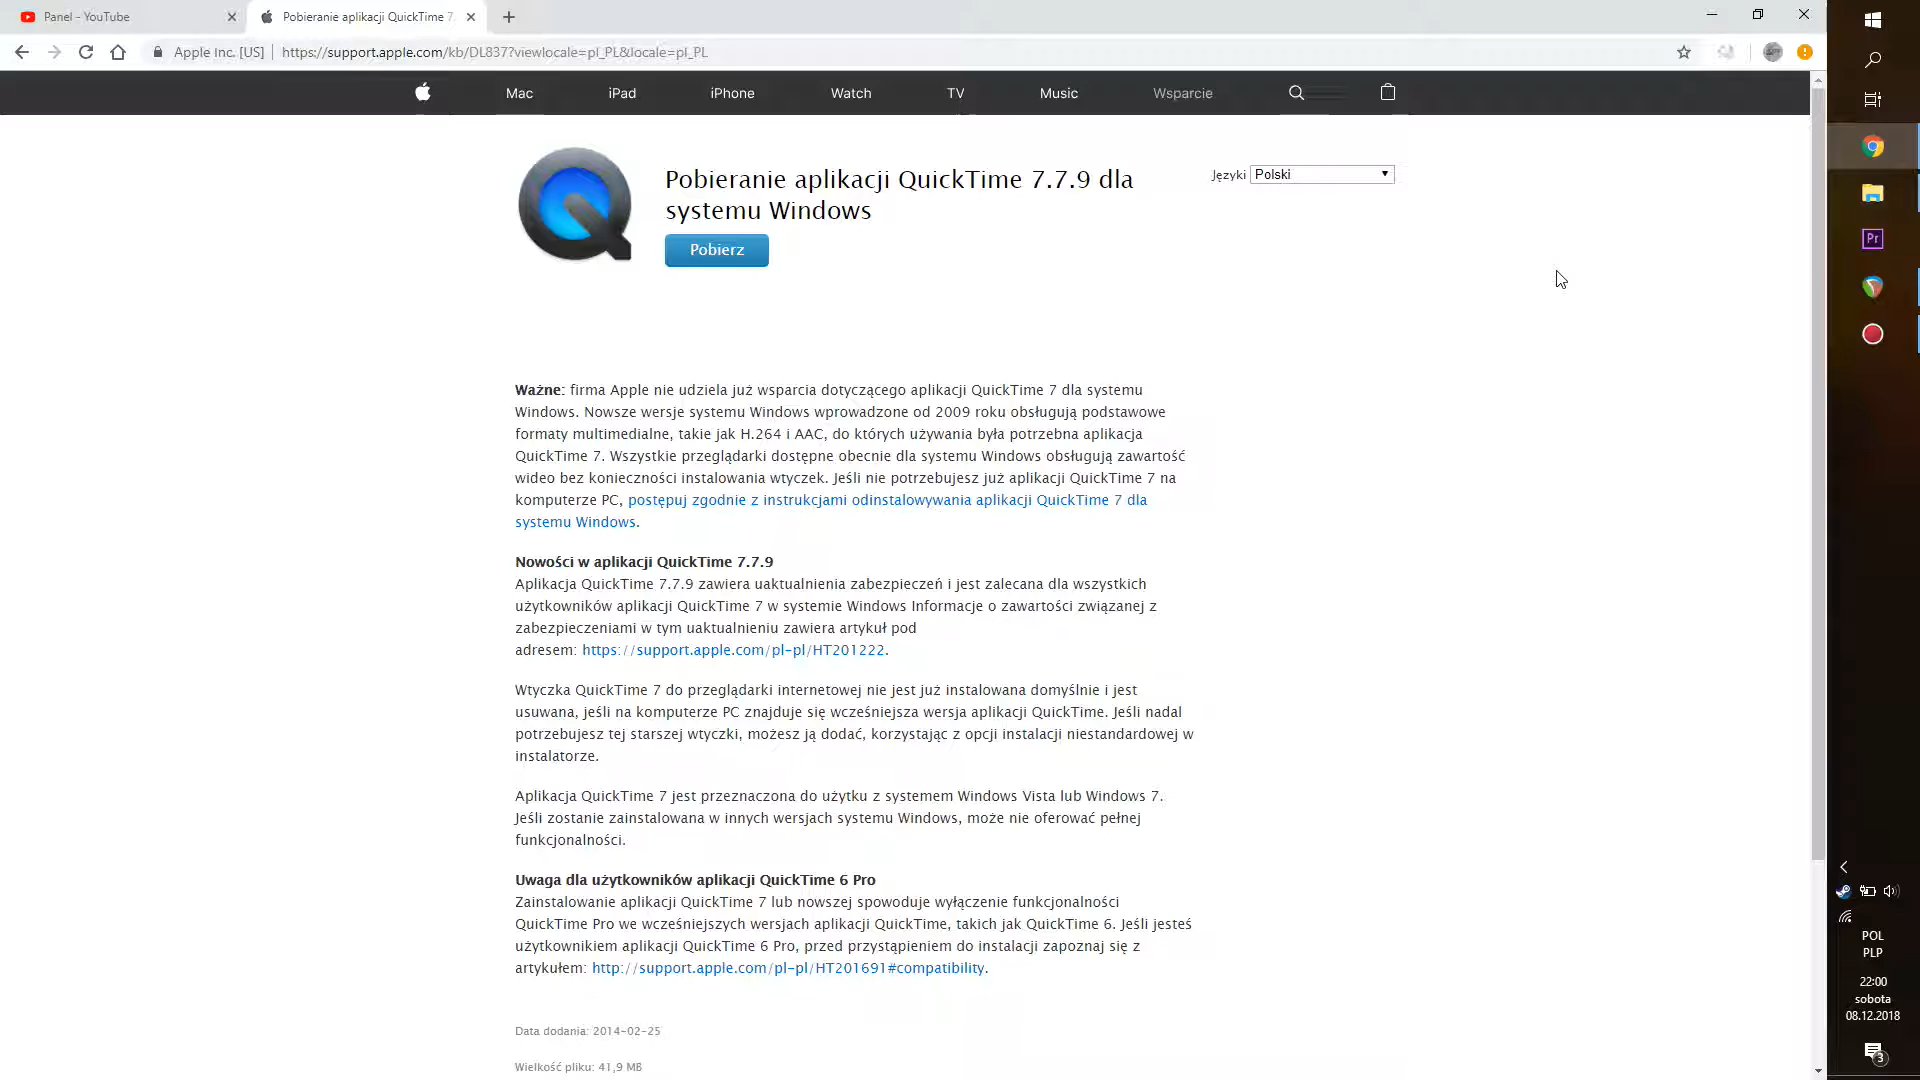 Panel - YouTube
Pobieranie aplikacji QuickTime 7.
Apple Inc. [US]
https://support.apple.com/kb/DL837?viewlocale=pl_PL&locale=pl_PL
Mac
iPad
iPhone
Watch
TV
Music
Wsparcie
Pobieranie aplikacji QuickTime 7.7.9 dla
systemu Windows
Języki
Polski
Pobierz
Ważne: firma Apple nie udziela już wsparcia dotyczącego aplikacji QuickTime 7 dla systemu
Windows. Nowsze wersje systemu Windows wprowadzone od 2009 roku obsługują podstawowe
formaty multimedialne, takie jak H.264 i AAC, do których używania była potrzebna aplikacja
QuickTime 7. Wszystkie przeglądarki dostępne obecnie dla systemu Windows obsługują zawartość
wideo bez konieczności instalowania wtyczek. Jeśli nie potrzebujesz już aplikacji QuickTime 7 na
komputerze PC, postępuj zgodnie z instrukcjami odinstalowywania aplikacji QuickTime 7 dla
systemu Windows.
Nowości w aplikacji QuickTime 7.7.9
Aplikacja QuickTime 7.7.9 zawiera uaktualnienia zabezpieczeń i jest zalecana dla wszystkich
użytkowników aplikacji QuickTime 7 w systemie Windows Informacje o zawartości związanej z
zabezpieczeniami w tym uaktualnieniu zawiera artykuł pod
adresem: https://support.apple.com/pl-pl/HT201222.
Wtyczka QuickTime 7 do przeglądarki internetowej nie jest już instalowana domyślnie i jest
usuwana, jeśli na komputerze PC znajduje się wcześniejsza wersja aplikacji QuickTime. Jeśli nadal
potrzebujesz tej starszej wtyczki, możesz ją dodać, korzystając z opcji instalacji niestandardowej w
instalatorze.
Aplikacja QuickTime 7 jest przeznaczona do użytku z systemem Windows Vista lub Windows 7.
Jeśli zostanie zainstalowana w innych wersjach systemu Windows, może nie oferować pełnej
funkcjonalności.
Uwaga dla użytkowników aplikacji QuickTime 6 Pro
Zainstalowanie aplikacji QuickTime 7 lub nowszej spowoduje wyłączenie funkcjonalności
QuickTime Pro we wcześniejszych wersjach aplikacji QuickTime, takich jak QuickTime 6. Jeśli jesteś
użytkownikiem aplikacji QuickTime 6 Pro, przed przystąpieniem do instalacji zapoznaj się z
artykułem: http://support.apple.com/pl-pl/HT201691#compatibility.
Data dodania: 2014-02-25
Wielkość pliku: 41,9 MB
Pr
POL
PLP
22:00
sobota
08.12.2018
3